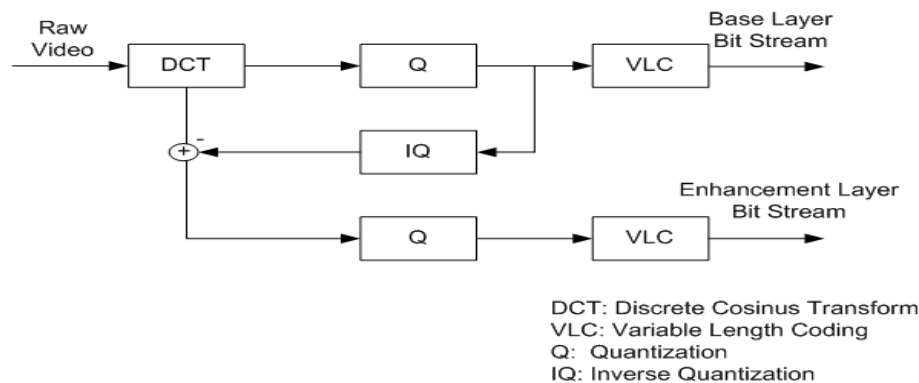 Raw
Video
DCT
Q
VLC
Base Layer
Bit Stream
-
+
IQ
Q
VLC
Enhancement Layer
Bit Stream
DCT: Discrete Cosinus Transform
VLC: Variable Length Coding
Q: Quantization
IQ: Inverse Quantization